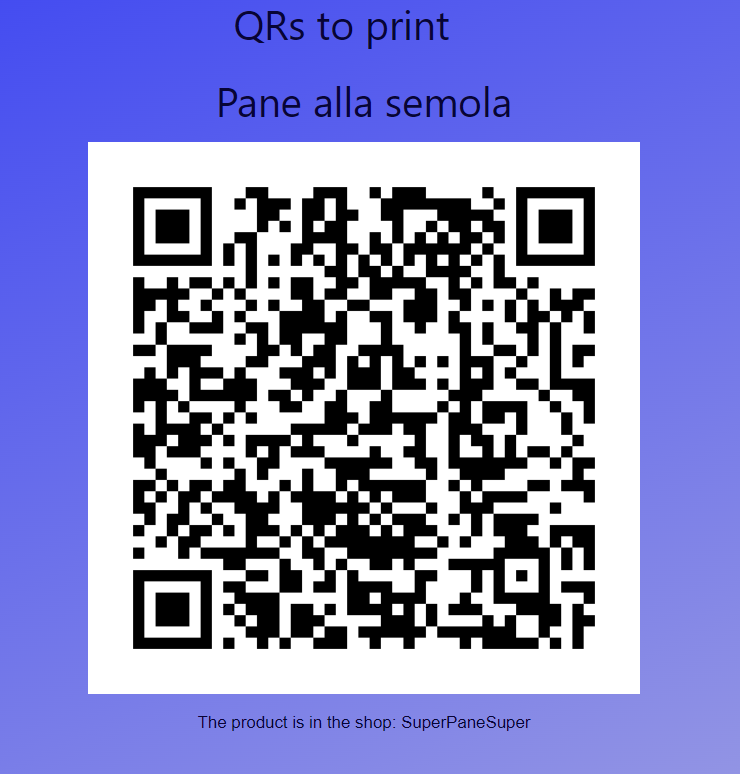 QRs to print
Pane alla semola
The product is in the shop: SuperPaneSuper